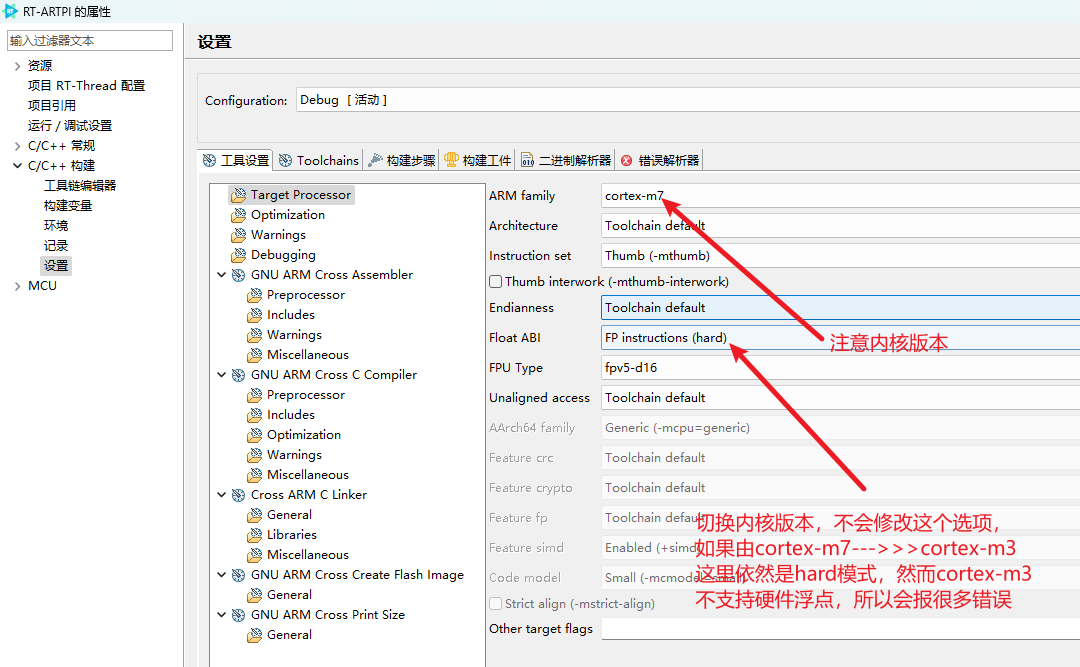 RT-ARTPI 的属性
输入过滤器文本
资源
项目 RT-Thread 配置
项目引用
运行 / 调试设置
C/C++ 常规
C/C++ 构建
工具链编辑器
构建变量
环境
记录
设置
MCU
设置
Configuration:
Debug [ 活动 ]
工具设置
Toolchains
构建步骤
构建工件
二进制解析器
错误解析器
Target Processor
Optimization
Warnings
Debugging
GNU ARM Cross Assembler
Preprocessor
Includes
Warnings
Miscellaneous
GNU ARM Cross C Compiler
Preprocessor
Includes
Optimization
Warnings
Miscellaneous
Cross ARM C Linker
General
Libraries
Miscellaneous
GNU ARM Cross Create Flash Image
General
GNU ARM Cross Print Size
General
ARM family cortex-m7
Architecture Toolchain default
Instruction set Thumb (-mthumb)
Thumb interwork (-mthumb-interwork)
Endianness Toolchain default
Float ABI FP instructions (hard)
FPU Type fpv5-d16
Unaligned access Toolchain default
AArch64 family Generic (-mcpu=generic)
Feature crc Toolchain default
Feature crypto Toolchain default
Feature fp Toolchain default
Feature simd Enabled (+simd)
Code model Small (-mcmodel=small)
Strict align (-mstrict-align)
Other target flags
注意内核版本
切换内核版本，不会修改这个选项，
如果由cortex-m7--->>>cortex-m3
这里依然是hard模式，然而cortex-m3
不支持硬件浮点，所以会报很多错误